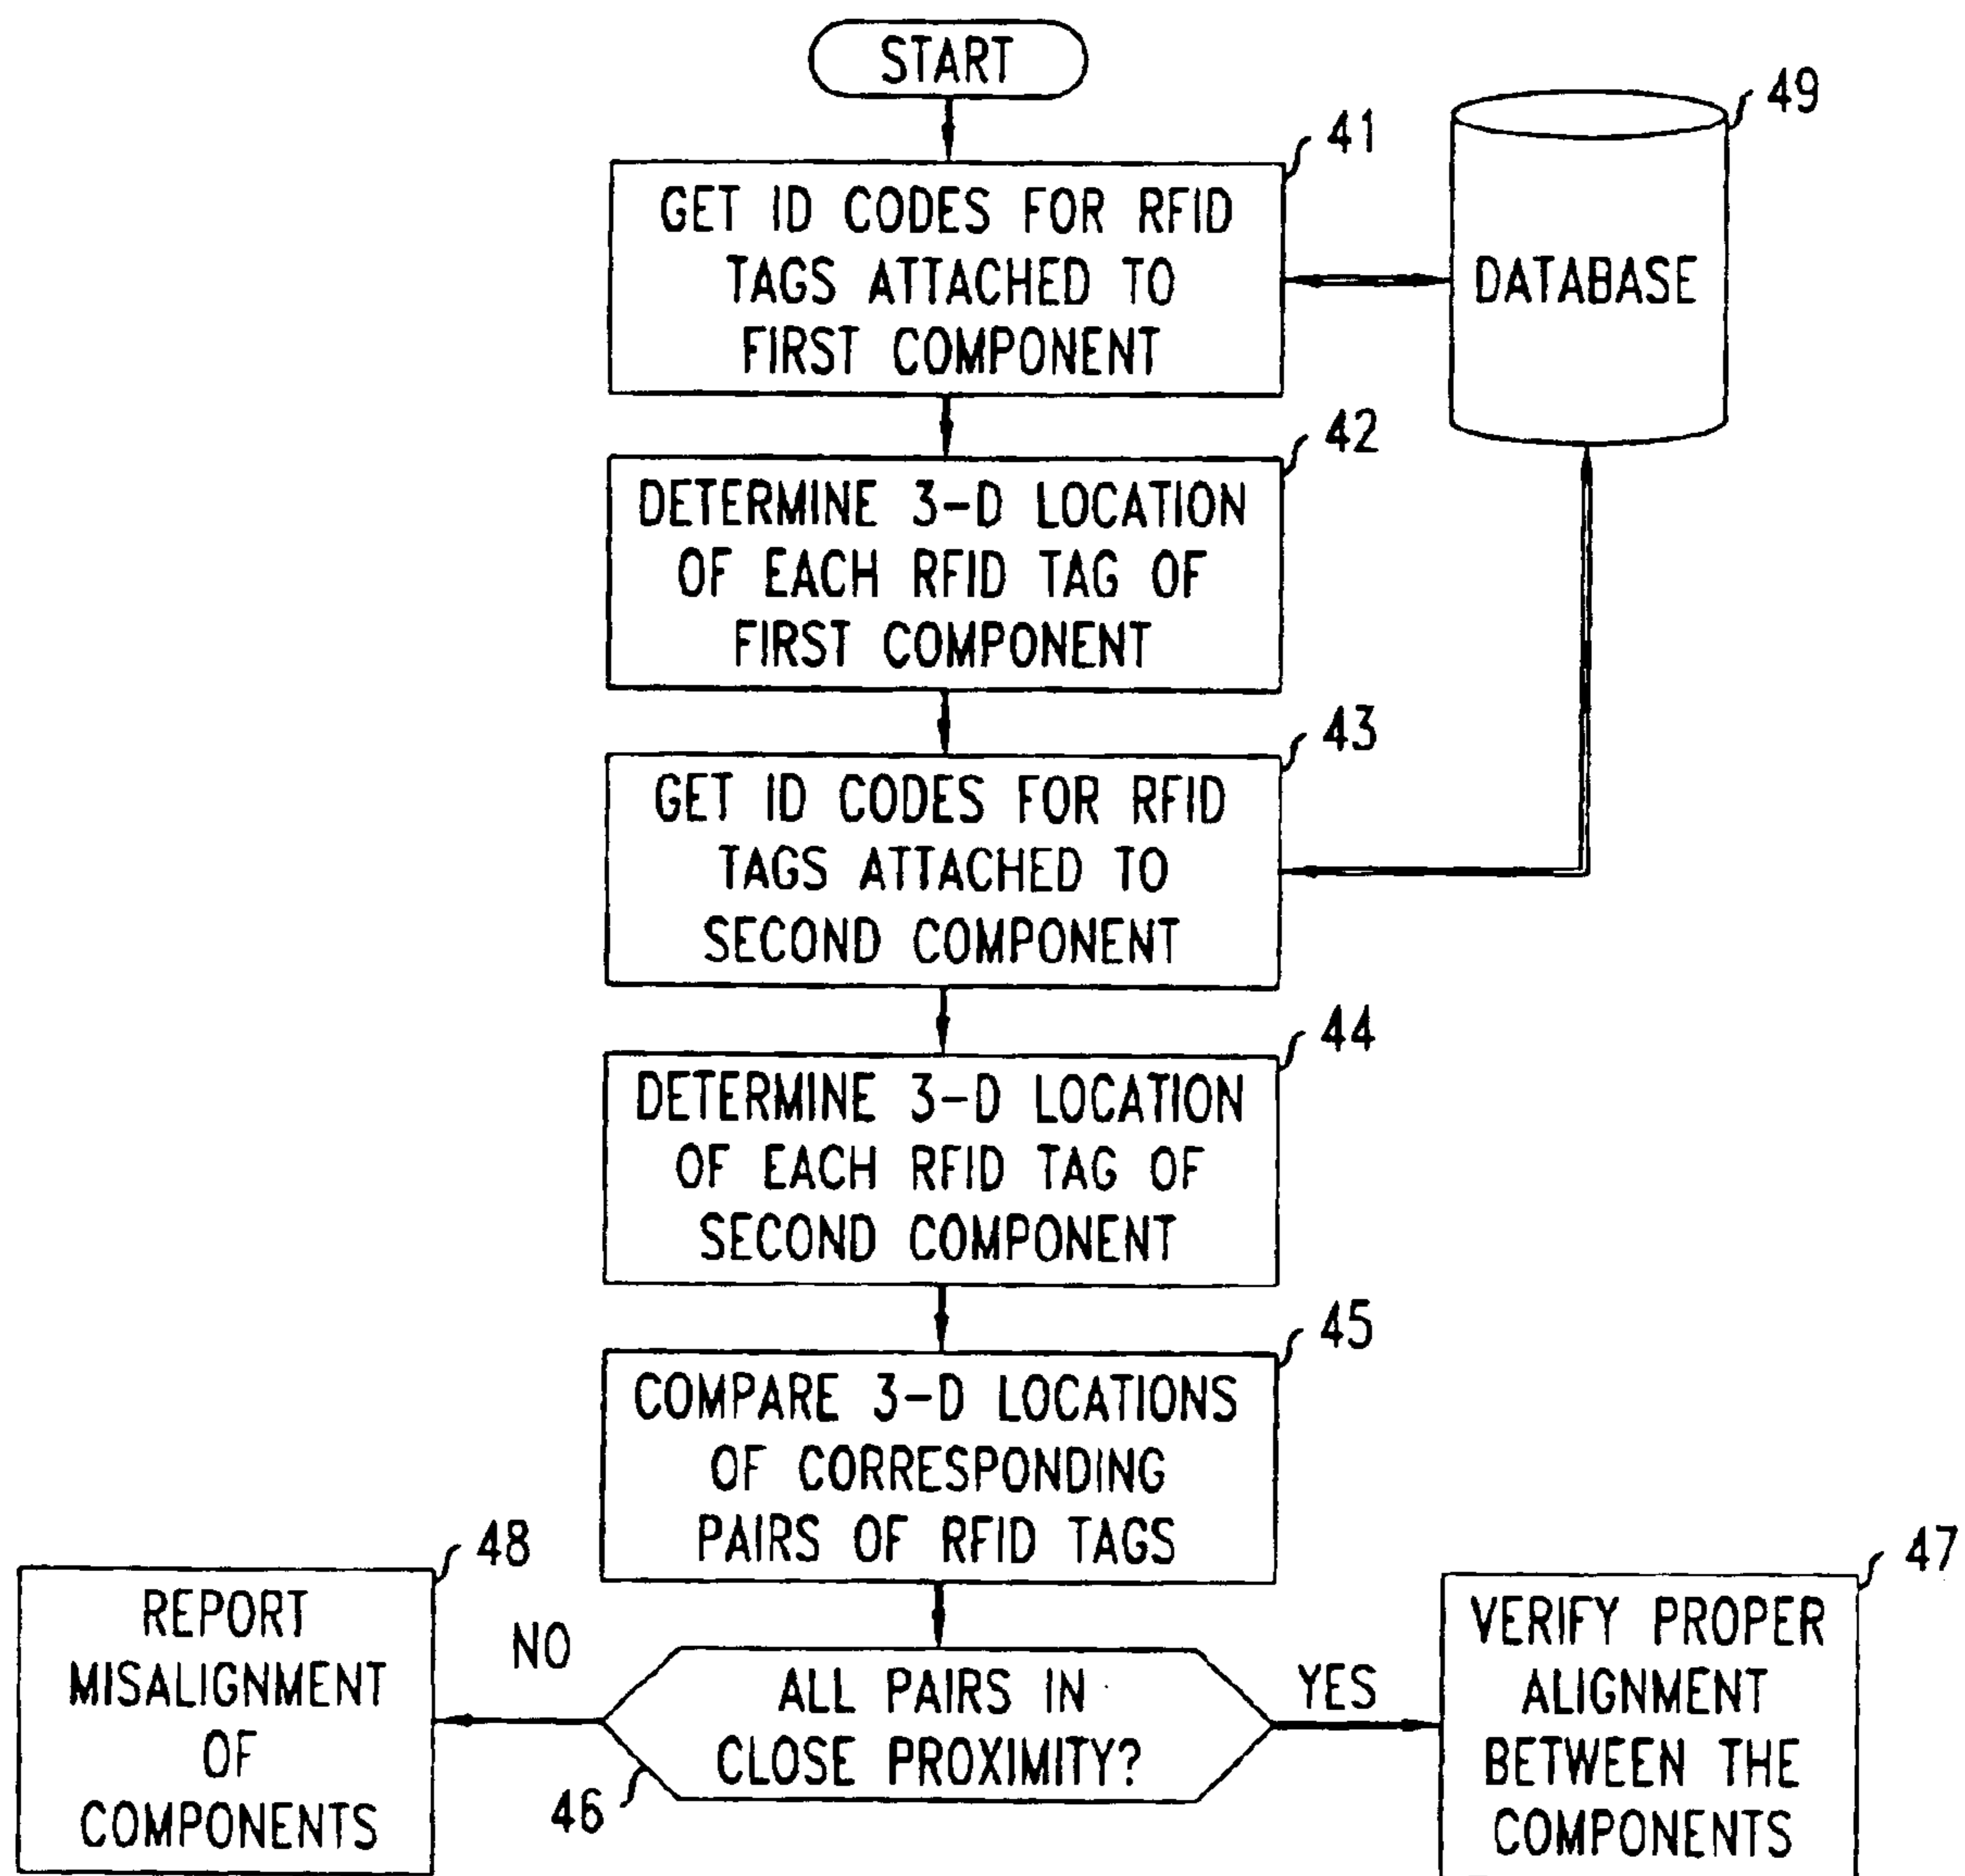 START
41
GET ID CODES FOR RFID
TAGS ATTACHED TO
FIRST COMPONENT
49
DATABASE
42
DETERMINE 3-D LOCATION
OF EACH RFID TAG OF
FIRST COMPONENT
43
GET ID CODES FOR RFID
TAGS ATTACHED TO
SECOND COMPONENT
44
DETERMINE 3-D LOCATION
OF EACH RFID TAG OF
SECOND COMPONENT
45
COMPARE 3-D LOCATIONS
OF CORRESPONDING
PAIRS OF RFID TAGS
46
ALL PAIRS IN
CLOSE PROXIMITY?
NO
48
REPORT
MISALIGNMENT
OF
COMPONENTS
YES
47
VERIFY PROPER
ALIGNMENT
BETWEEN THE
COMPONENTS